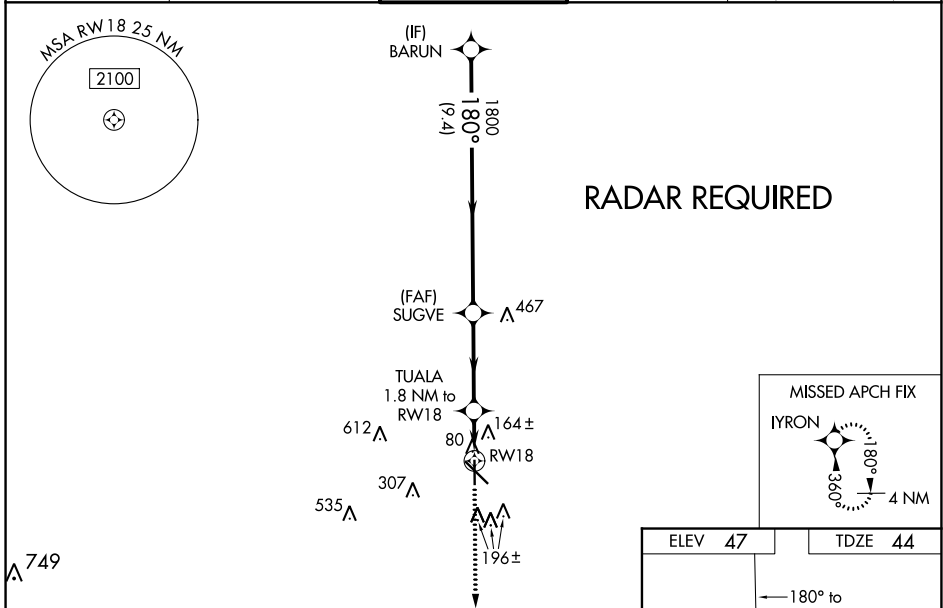 MSA RW18 25 NM
2100
(IF)
BARUN
1800
180°
(9.4)
RADAR REQUIRED
(FAF)
SUGVE
467
TUALA
1.8 NM to
RW18
612
80
164±
RW18
307
535
196±
749
MISSED APCH FIX
IYRON
180°
360°
4 NM
ELEV 47
TDZE 44
180° to